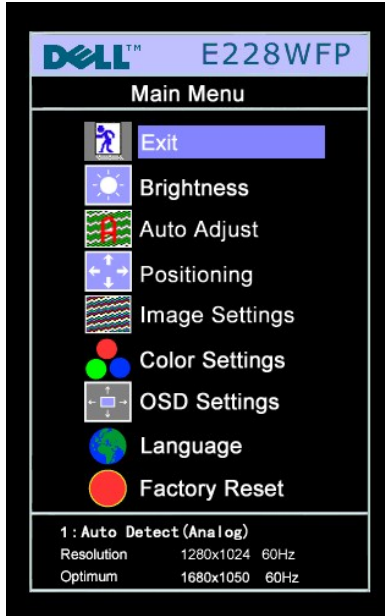 DELL™ E228WFP
Main Menu
Exit
Brightness
A
Auto Adjust
Positioning
Image Settings
Color Settings
OSD Settings
Language
Factory Reset
1:Auto Detect(Analog)
Resolution 1280x1024 60Hz
Optimum 1680x1050 60Hz